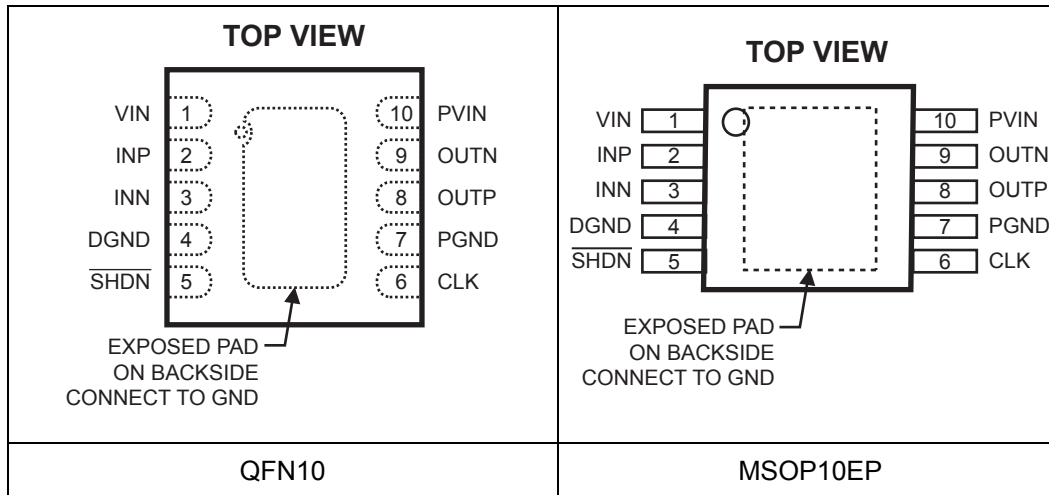 TOP VIEW
VIN 1 10 PVIN
INP 2 9 OUTN
INN 3 8 OUTP
DGND 4 7 PGND
SHDN 5 6 CLK
EXPOSED PAD
ON BACKSIDE
CONNECT TO GND
QFN10
TOP VIEW
VIN 1 10 PVIN
INP 2 9 OUTN
INN 3 8 OUTP
DGND 4 7 PGND
SHDN 5 6 CLK
EXPOSED PAD
ON BACKSIDE
CONNECT TO GND
MSOP10EP